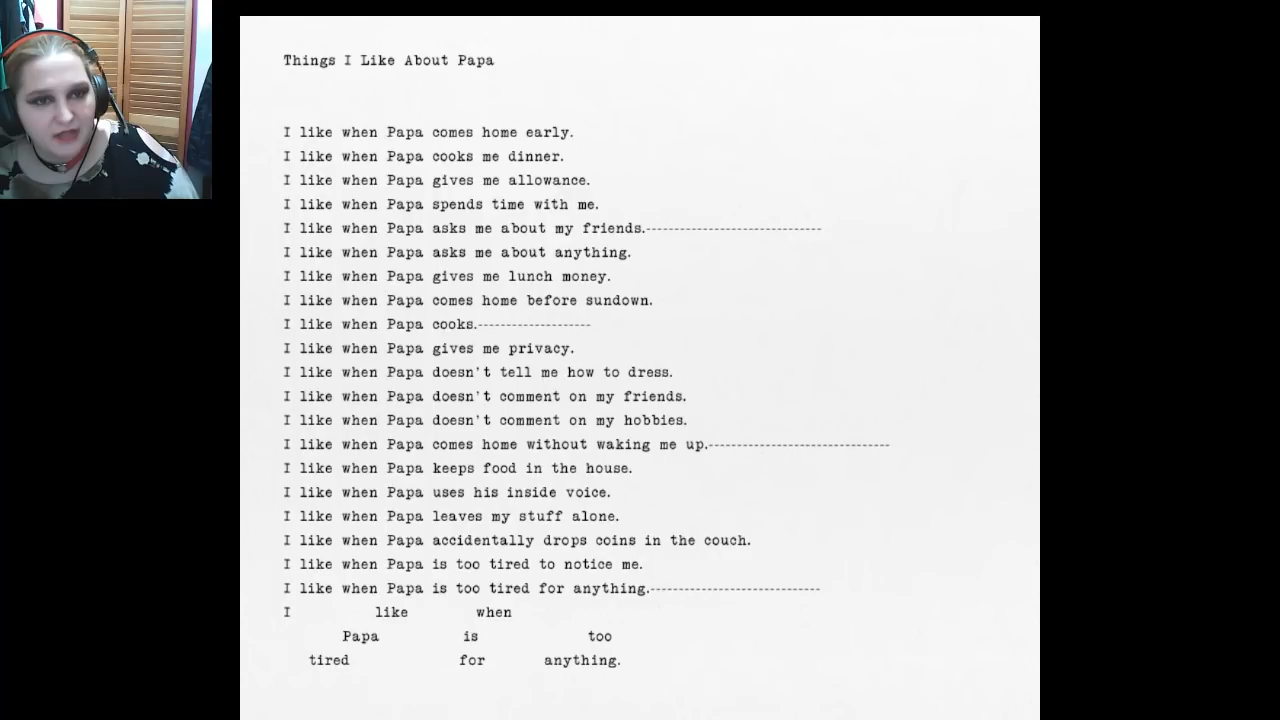 Things I Like About Papa
I like when Papa comes home early.
I like when Papa cooks me dinner.
I like when Papa gives me allowance.
I like when Papa spends time with me.
I like when Papa asks me about my friends.------------------------------
I like when Papa asks me about anything.
I like when Papa gives me lunch money.
I like when Papa comes home before sundown.
I like when Papa cooks.-------------------
I like when Papa gives me privacy.
I like when Papa doesn't tell me how to dress.
I like when Papa doesn't comment on my friends.
I like when Papa doesn't comment on my hobbies.
I like when Papa comes home without waking me up.-------------------------------
I like when Papa keeps food in the house.
I like when Papa uses his inside voice.
I like when Papa leaves my stuff alone.
I like when Papa accidentally drops coins in the couch.
I like when Papa is too tired to notice me.
I like when Papa is too tired for anything.-----------------------------
I like when
Papa is too
tired for anything.